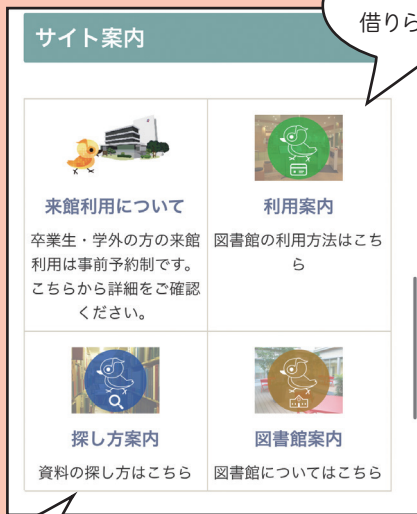 借りら
サイト案内
来館利用について
卒業生・学外の方の来館
利用は事前予約制です。
こちらから詳細をご確認
ください。
利用案内
図書館の利用方法はこち
ら
探し方案内
資料の探し方はこちら
図書館案内
図書館についてはこちら